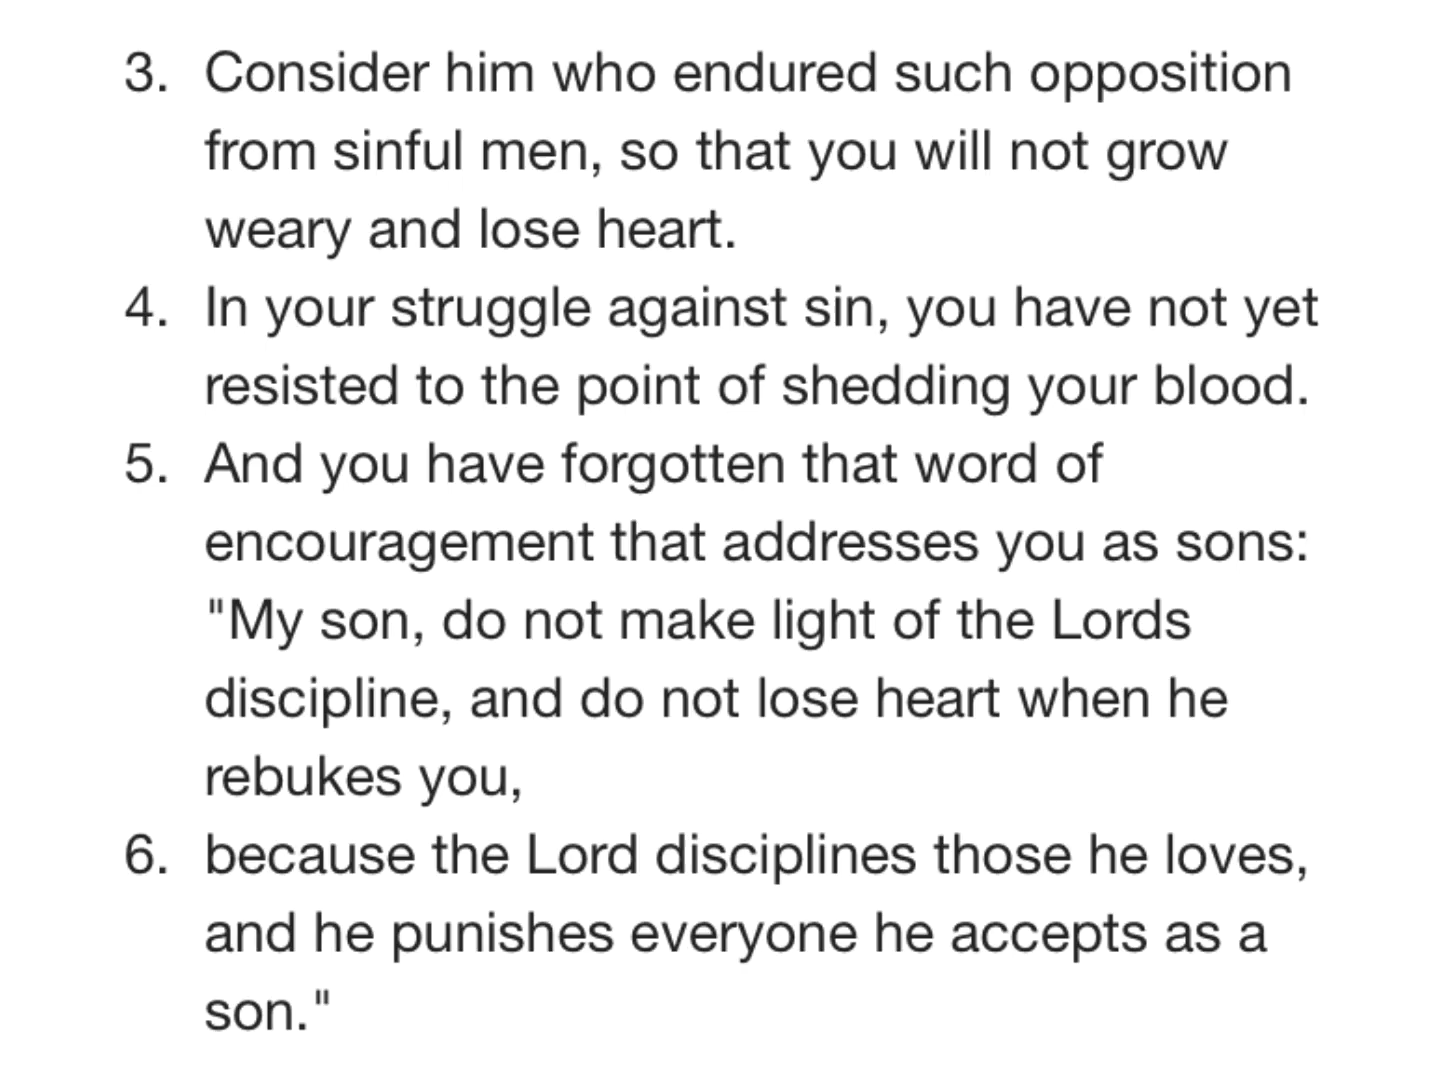 3. Consider him who endured such opposition
from sinful men, so that you will not grow
weary and lose heart.
4. In your struggle against sin, you have not yet
resisted to the point of shedding your blood.
5. And you have forgotten that word of
encouragement that addresses you as sons:
"My son, do not make light of the Lords
discipline, and do not lose heart when he
rebukes you,
6. because the Lord disciplines those he loves,
and he punishes everyone he accepts as a
son."